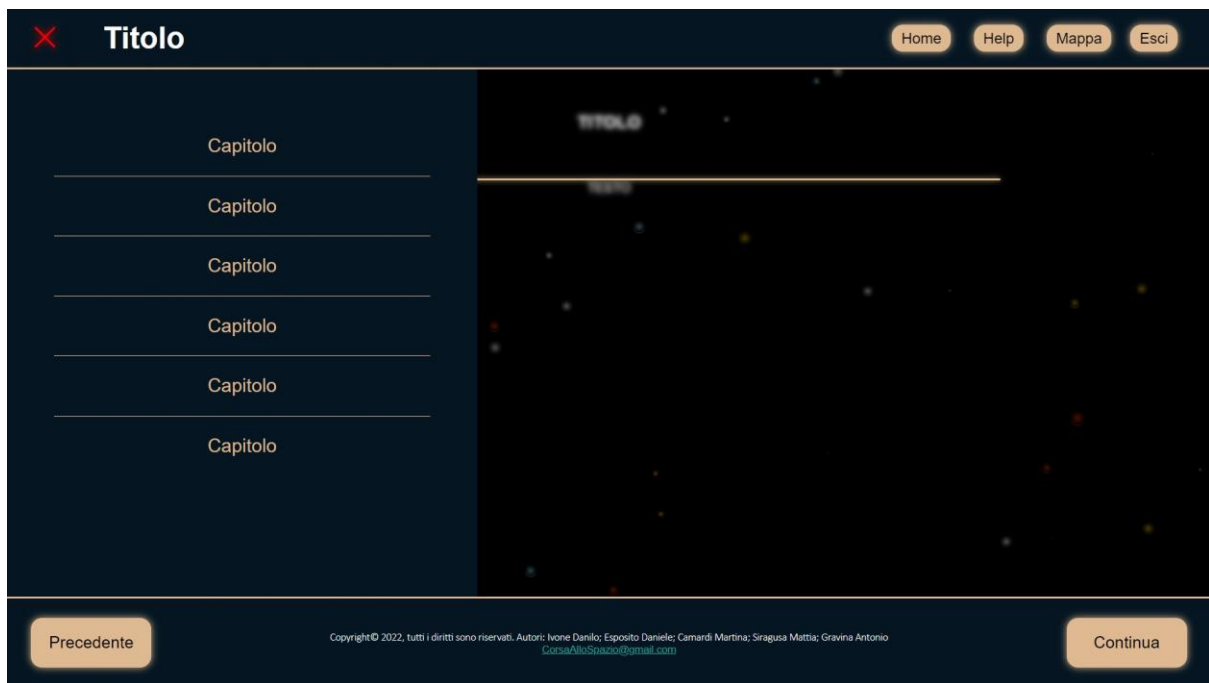 Titolo
Home
Help
Mappa
Esci
Capitolo
Capitolo
Capitolo
Capitolo
Capitolo
Capitolo
TITOLO
TESTO
Precedente
Copyright© 2022, tutti i diritti sono riservati. Autori: Ivone Danilo; Esposito Daniele; Camardi Martina; Siragusa Mattia; Gravina Antonio
CorsaAlloSpazio@gmail.com
Continua